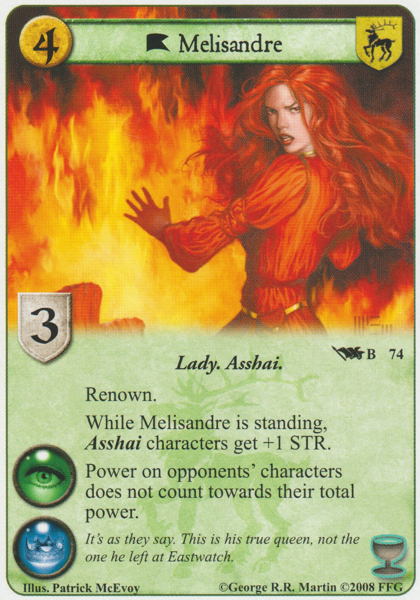 4
Melisandre
3
B 74
Lady. Asshai.
Renown.
While Melisandre is standing,
Asshai characters get +1 STR.
Power on opponents’ characters
does not count towards their total
power.
It’s as they say. This is his true queen, not the
one he left at Eastwatch.
Illus. Patrick McEvoy
©George R.R. Martin ©2008 FFG